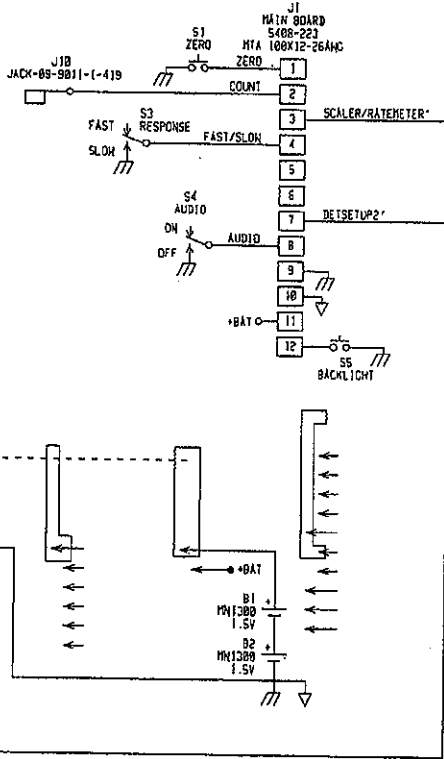 J1
MAIN BOARD
5408-223
MTA 100X12-26AWG
S1
ZERO
ZERO
1
J10
JACK-09-9011-(-4)19
COUNT
2
3
SCALER/RATEMETER'
S3
RESPONSE
FAST
SLOW
FAST/SLOW
4
5
6
7
DETSETUP2'
S4
AUDIO
ON
OFF
AUDIO
8
9
10
+BAT
11
12
S5
BACKLIGHT
+BAT
B1
+
MN1300
1.5V
B2
+
MN1300
1.5V